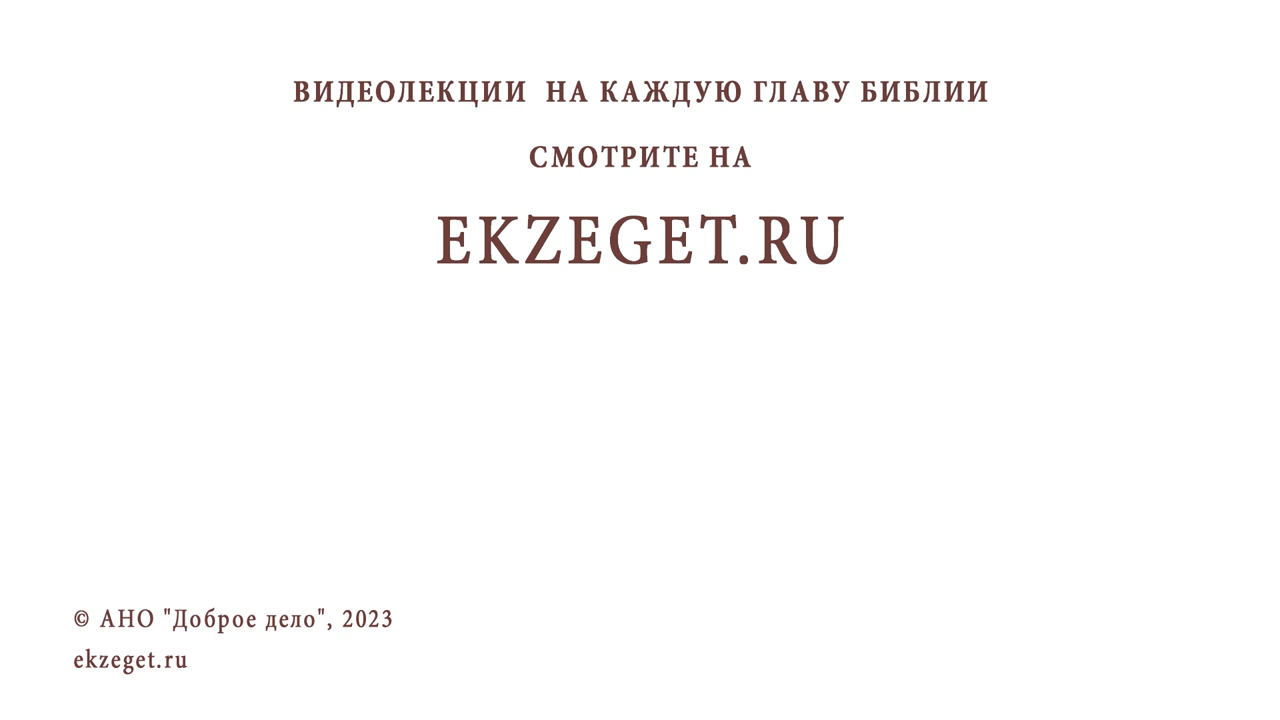 ВИДЕОЛЕКЦИИ НА КАЖДУЮ ГЛАВУ БИБЛИИ
СМОТРИТЕ НА
EKZEGET.RU
© АНО "Доброе дело", 2023
ekzeget.ru